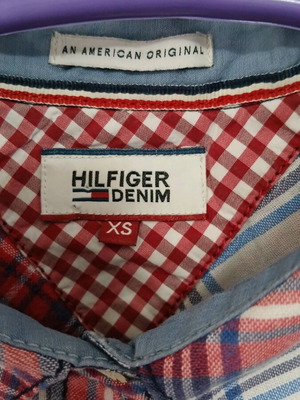 AN AMERICAN ORIGINAL
HILFIGER
DENIM
XS